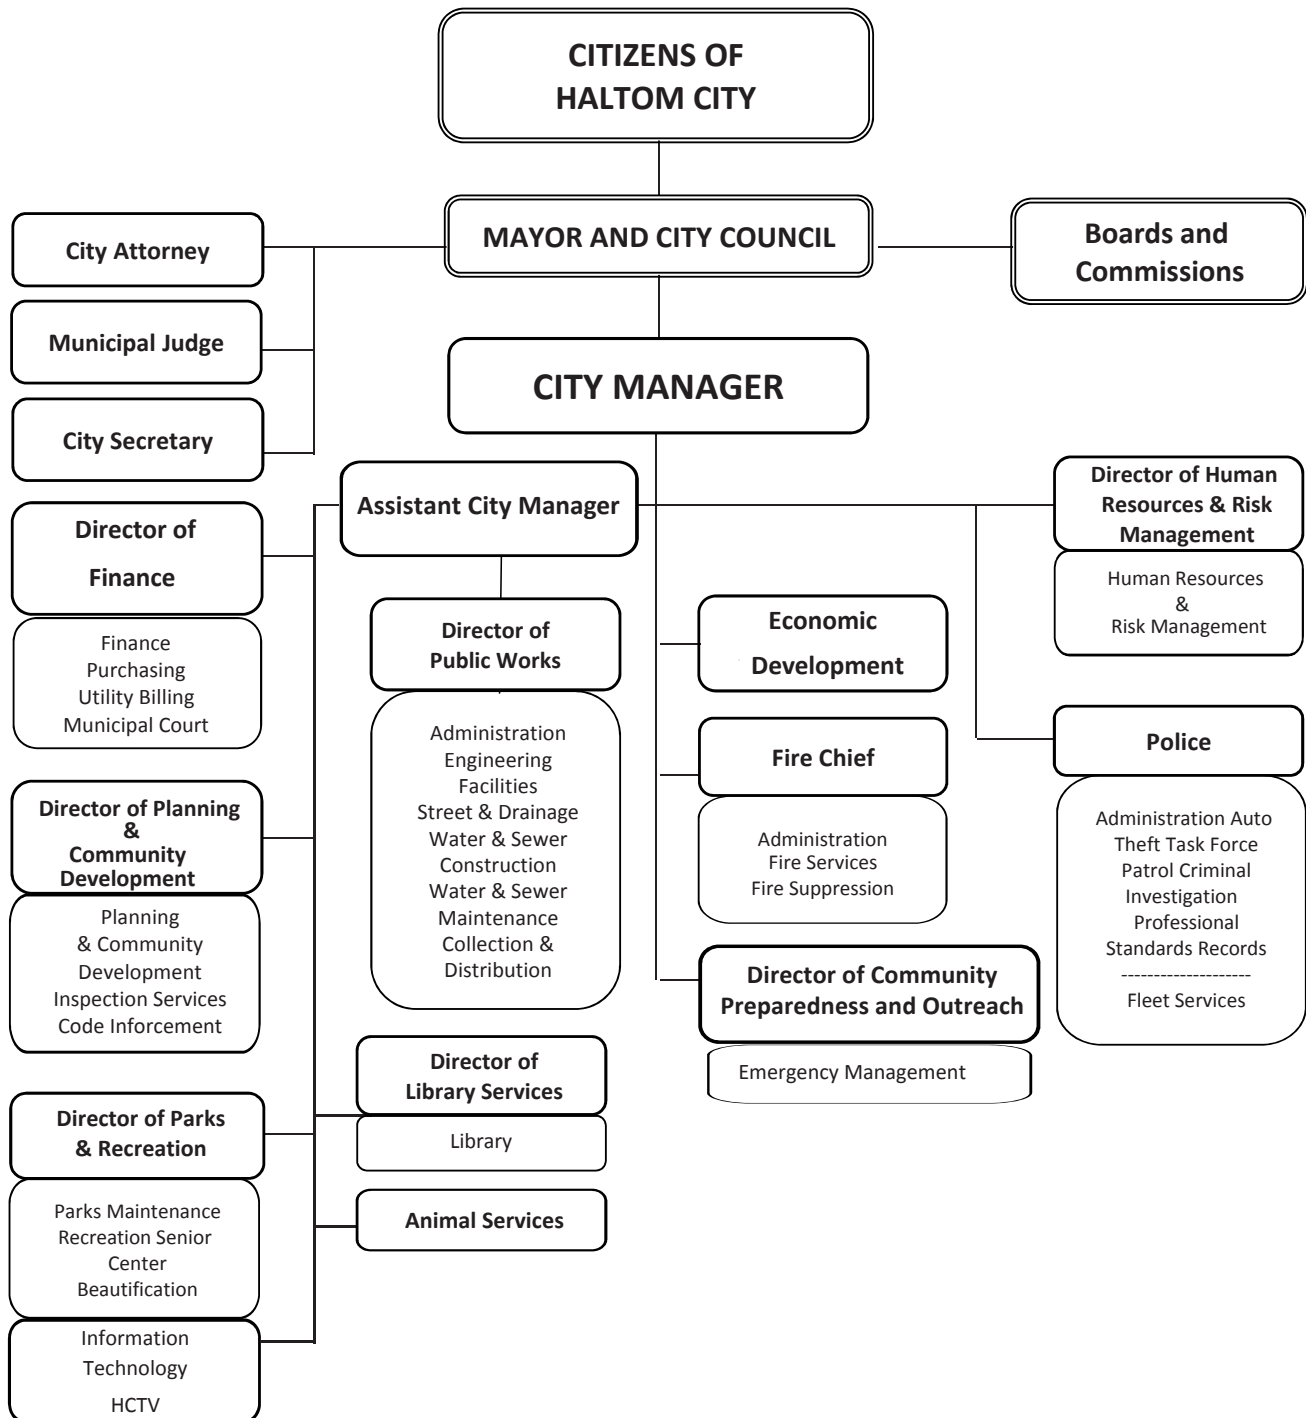 CITIZENS OF
HALTOM CITY
MAYOR AND CITY COUNCIL
Boards and
Commissions
City Attorney
Municipal Judge
City Secretary
CITY MANAGER
Assistant City Manager
Director of Human
Resources & Risk
Management
Human Resources
&
Risk Management
Director of
Finance
Finance
Purchasing
Utility Billing
Municipal Court
Director of
Public Works
Administration
Engineering
Facilities
Street & Drainage
Water & Sewer
Construction
Water & Sewer
Maintenance
Collection &
Distribution
Economic
Development
Fire Chief
Administration
Fire Services
Fire Suppression
Police
Administration Auto
Theft Task Force
Patrol Criminal
Investigation
Professional
Standards Records
--------------------
Fleet Services
Director of Planning
&
Community
Development
Planning
& Community
Development
Inspection Services
Code Inforcement
Director of Community
Preparedness and Outreach
Emergency Management
Director of
Library Services
Library
Animal Services
Director of Parks
& Recreation
Parks Maintenance
Recreation Senior
Center
Beautification
Information
Technology
HCTV